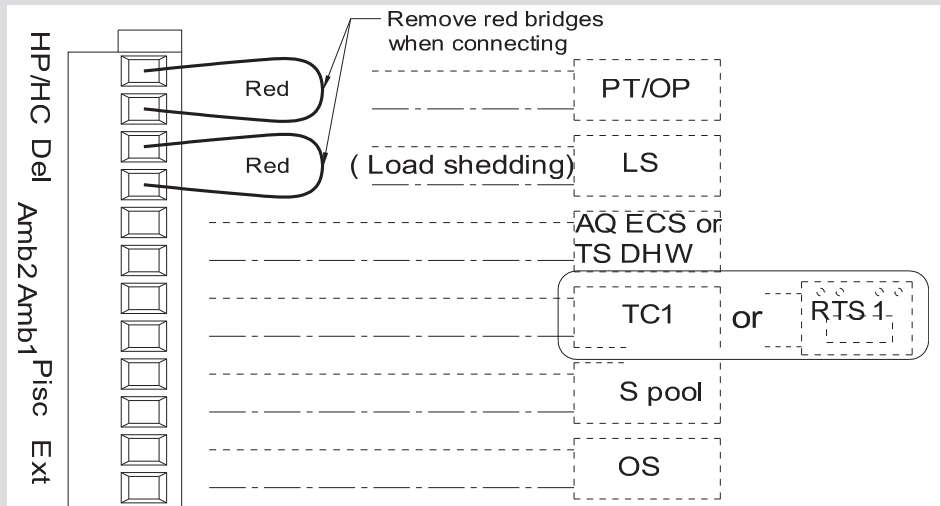 Remove red bridges
when connecting
HP/HC Del Amb2 Amb1 Pisc Ext
Red
PT/OP
Red
( Load shedding)
LS
AQ ECS or
TS DHW
TC1
or
RTS 1
S pool
OS